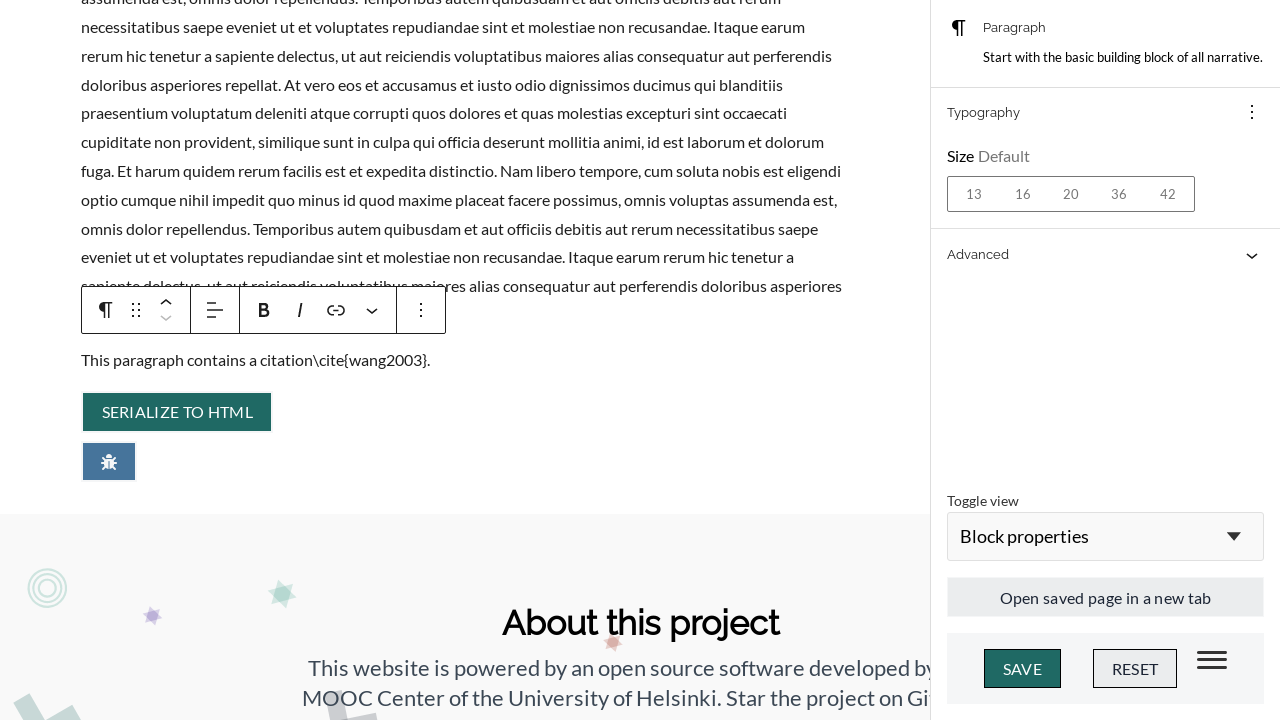 assumenda est, omnis dolor repellendus. Temporibus autem quibusdam et aut officiis debitis aut rerum
necessitatibus saepe eveniet ut et voluptates repudiandae sint et molestiae non recusandae. Itaque earum
rerum hic tenetur a sapiente delectus, ut aut reiciendis voluptatibus maiores alias consequatur aut perferendis
doloribus asperiores repellat. At vero eos et accusamus et iusto odio dignissimos ducimus qui blanditiis
praesentium voluptatum deleniti atque corrupti quos dolores et quas molestias excepturi sint occaecati
cupiditate non provident, similique sunt in culpa qui officia deserunt mollitia animi, id est laborum et dolorum
fuga. Et harum quidem rerum facilis est et expedita distinctio. Nam libero tempore, cum soluta nobis est eligendi
optio cumque nihil impedit quo minus id quod maxime placeat facere possimus, omnis voluptas assumenda est,
omnis dolor repellendus. Temporibus autem quibusdam et aut officiis debitis aut rerum necessitatibus saepe
eveniet ut et voluptates repudiandae sint et molestiae non recusandae. Itaque earum rerum hic tenetur a
sapiente delectus, ut aut reiciendis voluptatibus maiores alias consequatur aut perferendis doloribus asperiores
B I
This paragraph contains a citation\cite{wang2003}.
SERIALIZE TO HTML
About this project
This website is powered by an open source software developed by
MOOC Center of the University of Helsinki. Star the project on Gi
Paragraph
Start with the basic building block of all narrative.
Typography
Size Default
13 16 20 36 42
Advanced
Toggle view
Block properties
Open saved page in a new tab
SAVE RESET